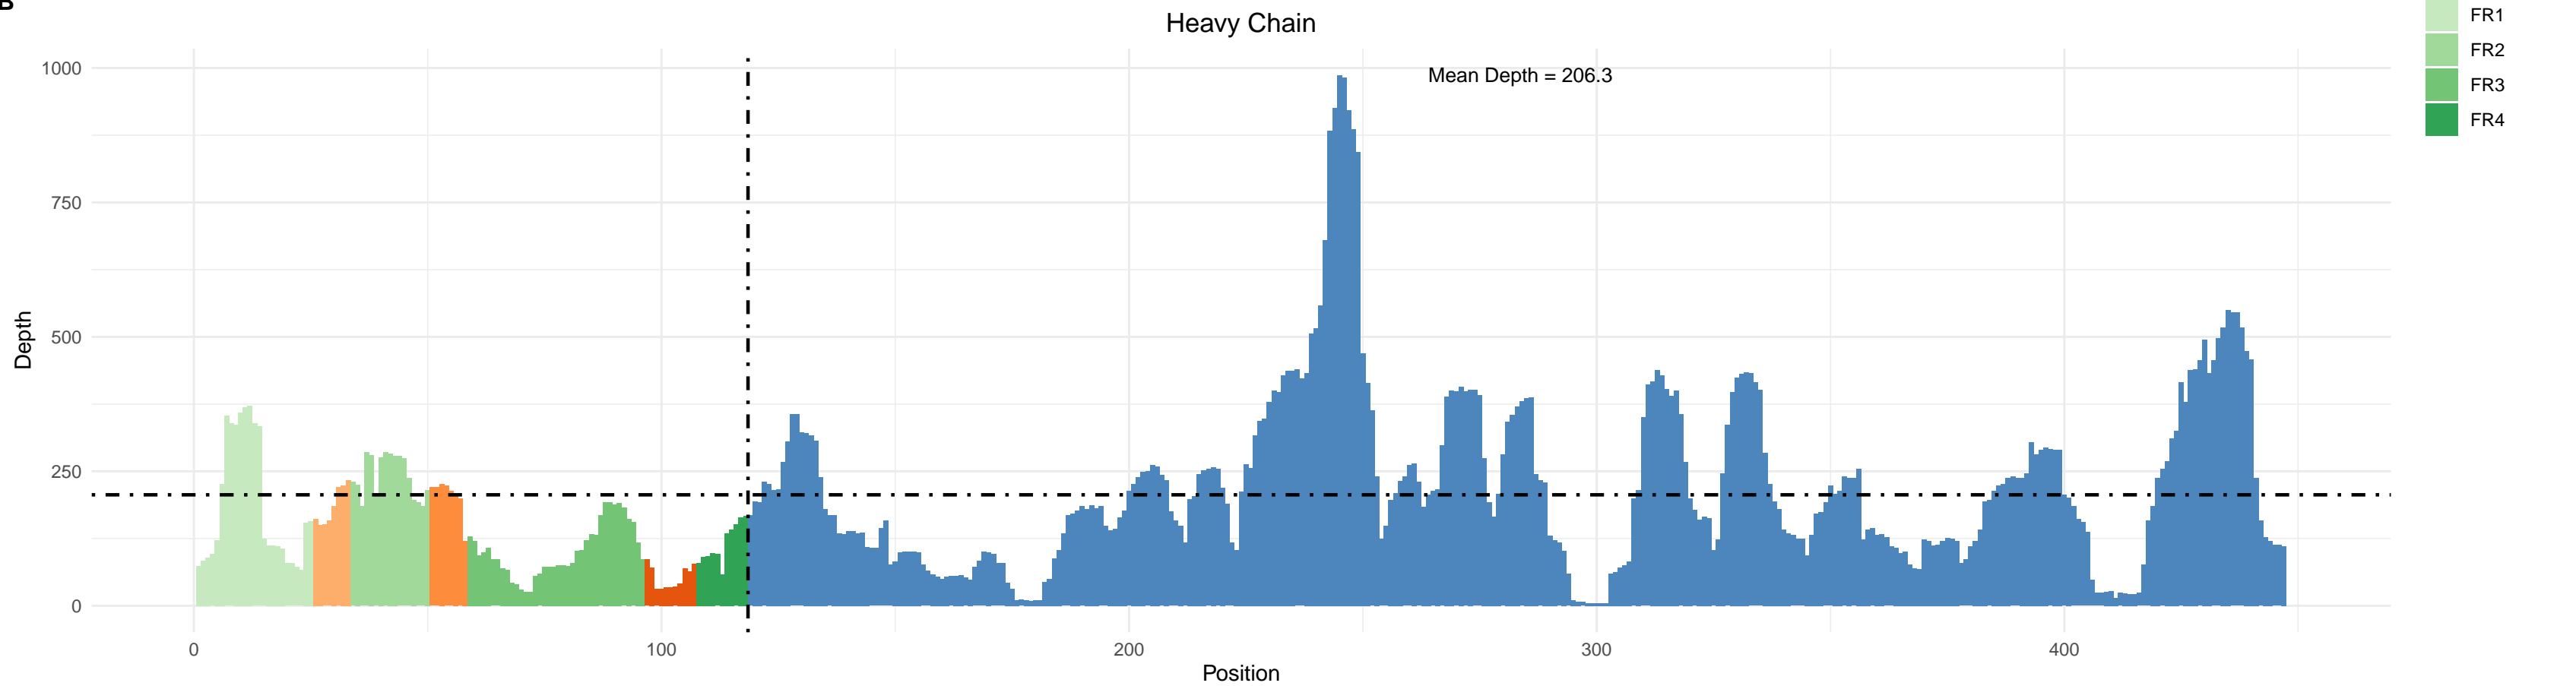 B
Heavy Chain
FR1
FR2
FR3
FR4
Mean Depth = 206.3
1000
750
500
250
0
Depth
0 100 200 300 400
Position